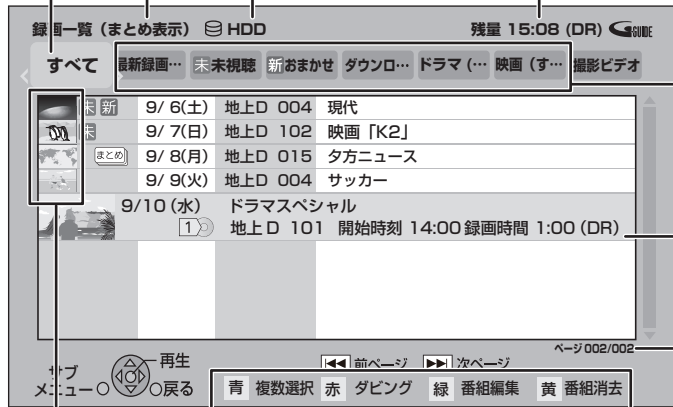 録画一覧(まとめ表示) HDD 残量 15:08 (DR) GGUIDE
すべて 最新録画… 未未視聴 新おまかせ ダウンロ… ドラマ (… 映画 (す… 撮影ビデオ
未 新 9/ 6(土) 地上D 004 現代
未 9/ 7(日) 地上D 102 映画「K2」
まとめ 9/ 8(月) 地上D 015 夕方ニュース
9/ 9(火) 地上D 004 サッカー
9/10 (水) ドラマスペシャル
1 地上D 101 開始時刻 14:00 録画時間 1:00 (DR)
ページ 002/002
再生 前ページ 次ページ
サブメニュー 戻る
青 複数選択 赤 ダビング 緑 番組編集 黄 番組消去